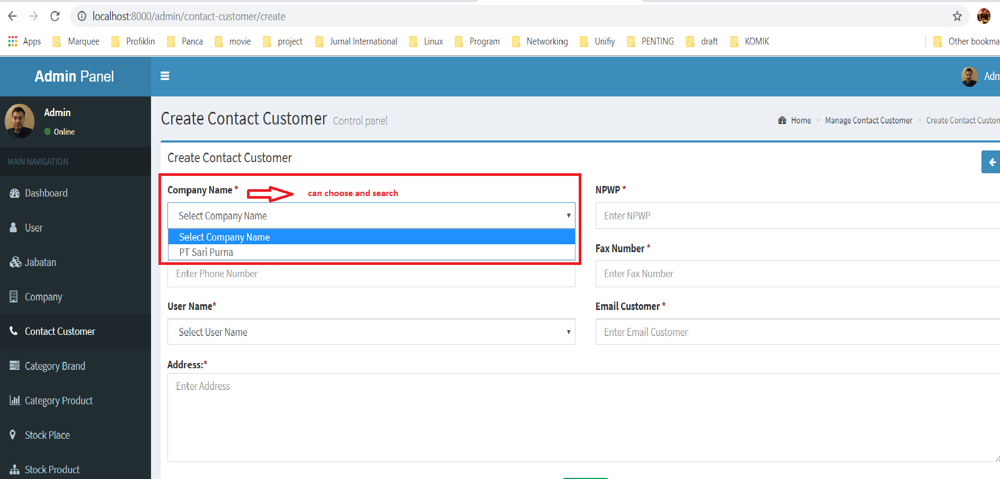 localhost:8000/admin/contact-customer/create
Apps Marquee Profiklin Panca movie project Jurnal International Linux Program Networking Unifiy PENTING draft KOMIK Other bookma
Admin Panel
Adm
Admin
Online
Create Contact Customer Control panel
Home > Manage Contact Customer > Create Contact Custom
MAIN NAVIGATION
Dashboard
User
Jabatan
Company
Contact Customer
Category Brand
Category Product
Stock Place
Stock Product
Create Contact Customer
Company Name *
can choose and search
NPWP *
Select Company Name
Enter NPWP
Select Company Name
PT Sari Purna
Fax Number *
Enter Phone Number
Enter Fax Number
User Name*
Email Customer *
Select User Name
Enter Email Customer
Address:*
Enter Address